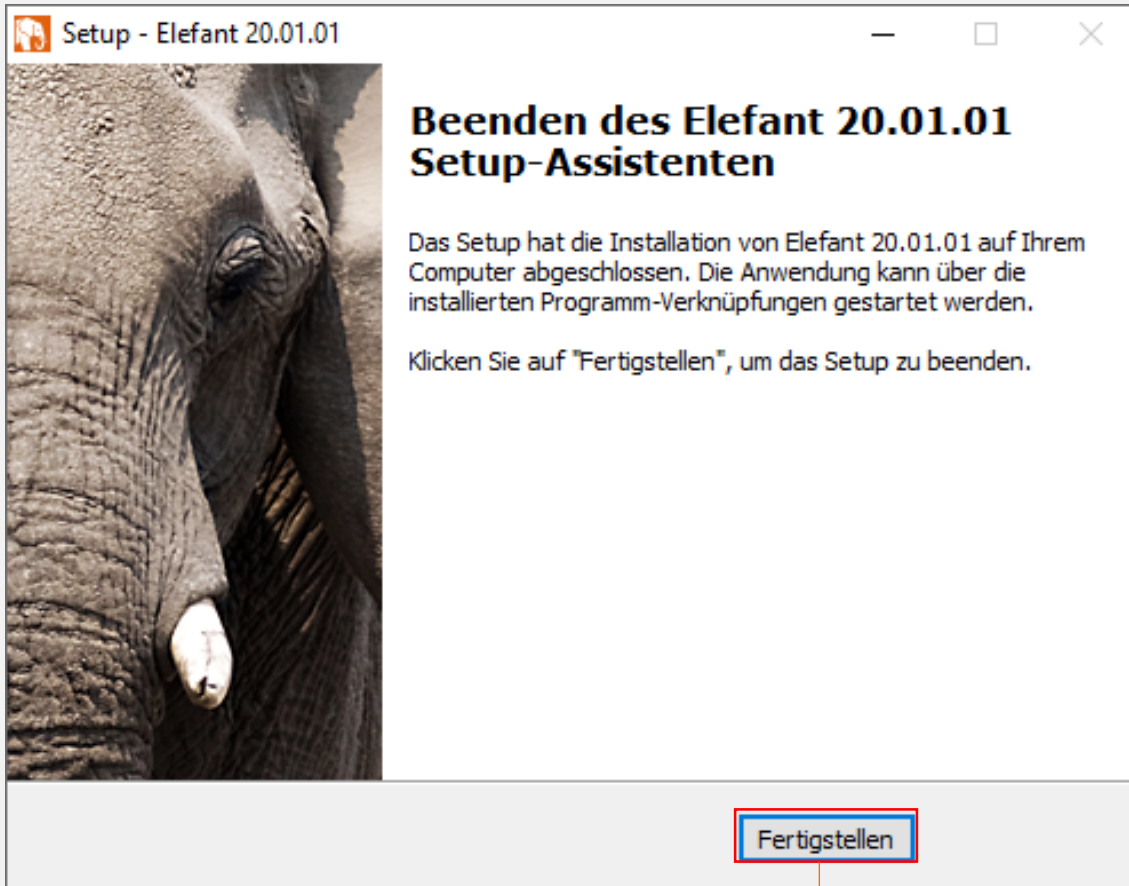 Setup - Elefant 20.01.01
Beenden des Elefant 20.01.01
Setup-Assistenten
Das Setup hat die Installation von Elefant 20.01.01 auf Ihrem
Computer abgeschlossen. Die Anwendung kann über die
installierten Programm-Verknüpfungen gestartet werden.
Klicken Sie auf "Fertigstellen", um das Setup zu beenden.
Fertigstellen